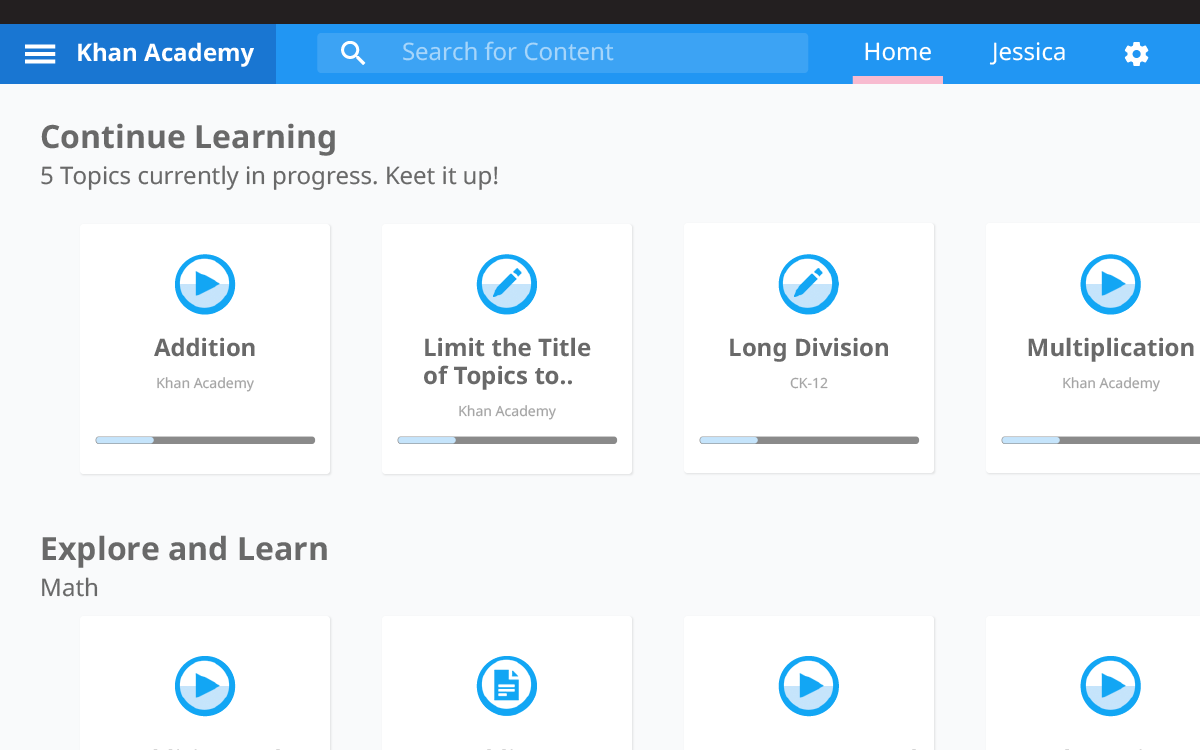 Khan Academy
Search for Content
Home
Jessica
Continue Learning
5 Topics currently in progress. Keet it up!
Addition
Khan Academy
Limit the Title
of Topics to..
Khan Academy
Long Division
CK-12
Multiplication
Khan Academy
Explore and Learn
Math